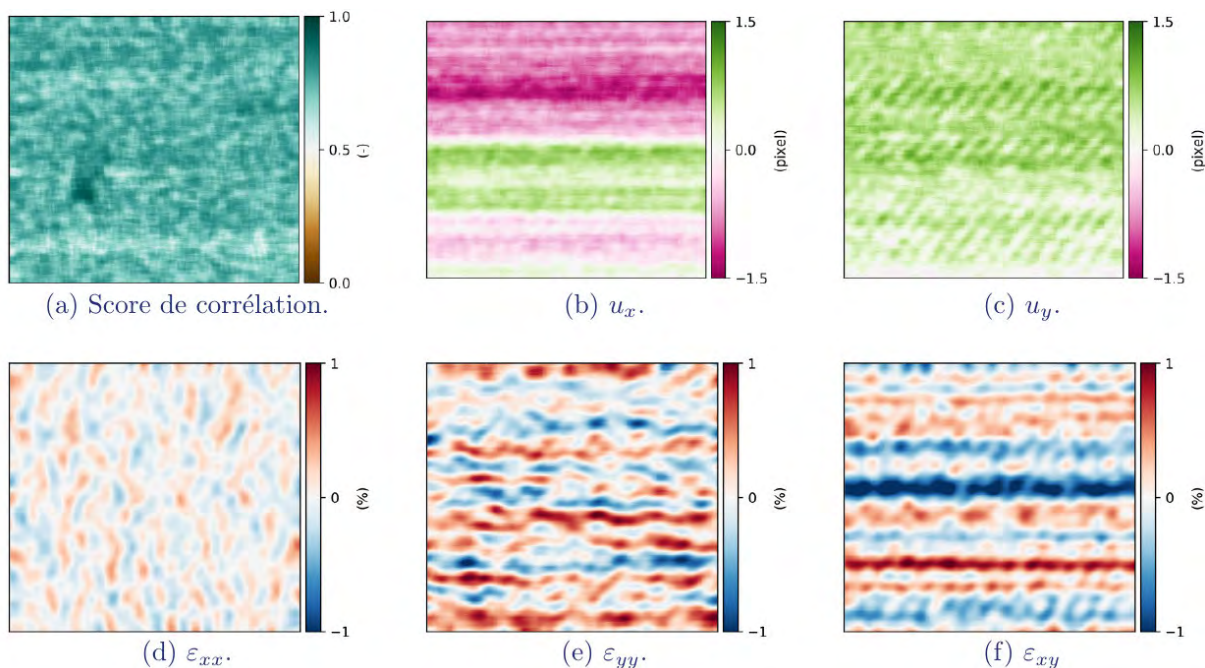 1.0
0.5
0.0
(-)
1.5
0.0
−1.5
(pixel)
1.5
0.0
−1.5
(pixel)
(a) Score de corrélation.
(b) u_x.
(c) u_y.
1
0
−1
(%)
1
0
−1
(%)
1
0
−1
(%)
(d) ε_xx.
(e) ε_yy.
(f) ε_xy